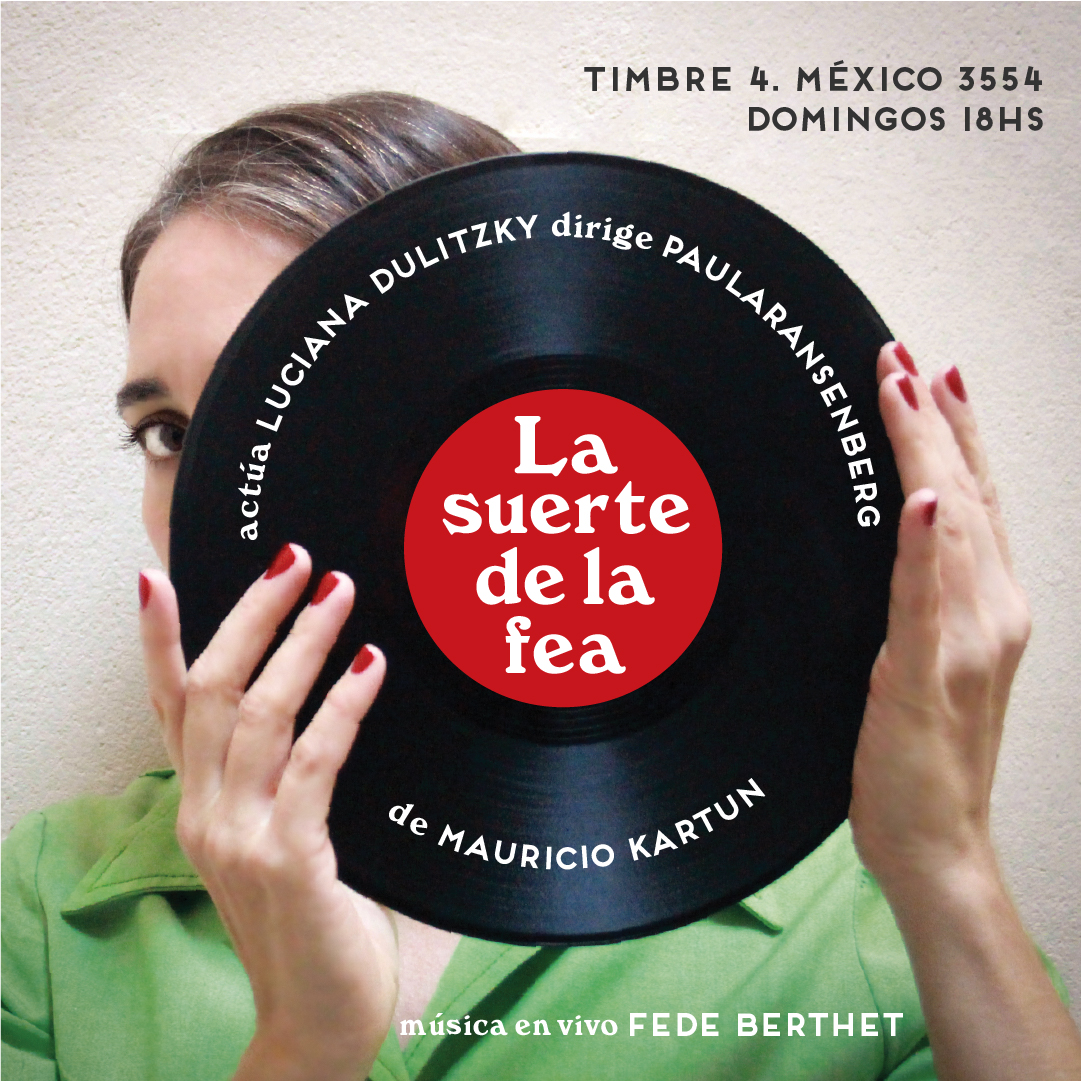 TIMBRE 4. MÉXICO 3554
DOMINGOS 18HS
actúa LUCIANA DULITZKY dirige PAULARANSENBERG
La
suerte
de la
fea
de MAURICIO KARTUN
música en vivo FEDE BERTHET